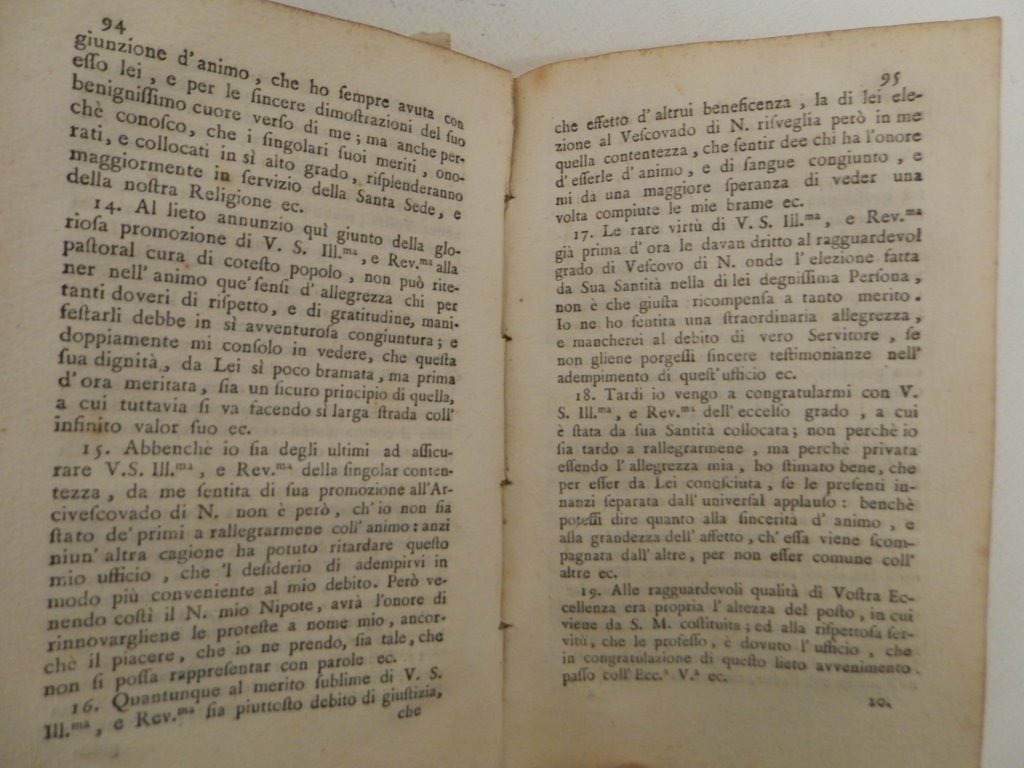 94
giunzione d'animo, che ho ſempre avuta con
eſſo lei, e per le ſincere dimoſtrazioni del ſuo
benigniſſimo cuore verſo di me; ma anche per-
chè conoſco, che i ſingolari ſuoi meriti, ono-
rati, e collocati in sì alto grado, riſplenderanno
maggiormente in ſervizio della Santa Sede, e
della noſtra Religione ec.
14. Al lieto annunzio quì giunto della glo-
rioſa promozione di V. S. Ill.ᵐᵃ, e Rev.ᵐᵃ alla
paſtoral cura di coteſto popolo, non può rite-
ner nell'animo que'ſenſi d'allegrezza chi per
tanti doveri di riſpetto, e di gratitudine, mani-
feſtarli debbe in sì avventuroſa congiuntura; e
doppiamente mi conſolo in vedere, che queſta
ſua dignità, da Lei sì poco bramata, ma prima
d'ora meritata, ſia un ſicuro principio di quella,
a cui tuttavia ſi va facendo sì larga ſtrada coll'
infinito valor ſuo ec.
15. Abbenchè io ſia degli ultimi ad aſſicu-
rare V.S. Ill.ᵐᵃ, e Rev.ᵐᵃ della ſingolar conten-
tezza, da me ſentita di ſua promozione all'Ar-
civeſcovado di N. non è però, ch'io non ſia
ſtato de'primi a rallegrarmene coll'animo: anzi
niun'altra cagione ha potuto ritardare queſto
mio ufficio, che 'l deſiderio di adempirvi in
modo più conveniente al mio debito. Però ve-
nendo coſtì il N. mio Nipote, avrà l'onore di
rinnovargliene le proteſte a nome mio, ancor-
chè il piacere, che io ne prendo, ſia tale, che
non ſi poſſa rappreſentar con parole ec.
16. Quantunque al merito ſublime di V. S.
Ill.ᵐᵃ, e Rev.ᵐᵃ ſia piuttoſto debito di giuſtizia,
che
95
che effetto d'altrui beneficenza, la di lei ele-
zione al Veſcovado di N. riſveglia però in me
quella contentezza, che ſentir dee chi ha l'onore
d'eſſerle d'animo, e di ſangue congiunto, e
mi da una maggiore ſperanza di veder una
volta compiute le mie brame ec.
17. Le rare virtù di V. S. Ill.ᵐᵃ, e Rev.ᵐᵃ
già prima d'ora le davan dritto al ragguardevol
grado di Veſcovo di N. onde l'elezione fatta
da Sua Santità nella di lei degniſſima Perſona,
non è che giuſta ricompenſa a tanto merito.
Io ne ho ſentita una ſtraordinaria allegrezza,
e mancherei al debito di vero Servitore, ſe
non gliene porgeſſi ſincere teſtimonianze nell'
adempimento di queſt'ufficio ec.
18. Tardi io vengo a congratularmi con V.
S. Ill.ᵐᵃ, e Rev.ᵐᵃ dell'eccelſo grado, a cui
è ſtata da ſua Santità collocata; non perchè io
ſia tardo a rallegrarmene, ma perchè privata
eſſendo l'allegrezza mia, ho ſtimato bene, che
per eſſer da Lei conoſciuta, ſe le preſenti in-
nanzi ſeparata dall'univerſal applauſo: benchè
poteſſi dire quanto alla ſincerità d'animo, e
alla grandezza dell'affetto, ch'eſſa viene ſcom-
pagnata dall'altre, per non eſſer comune coll'
altre ec.
19. Alle ragguardevoli qualità di Voſtra Ec-
cellenza era propria l'altezza del poſto, in cui
viene da S. M. coſtituita; ed alla riſpettoſa ſer-
vitù, che le profeſſo, è dovuto l'ufficio, che
in congratulazione di queſto lieto avvenimento
paſſo coll'Ecc.ᵃ V.ᵃ ec.
20.